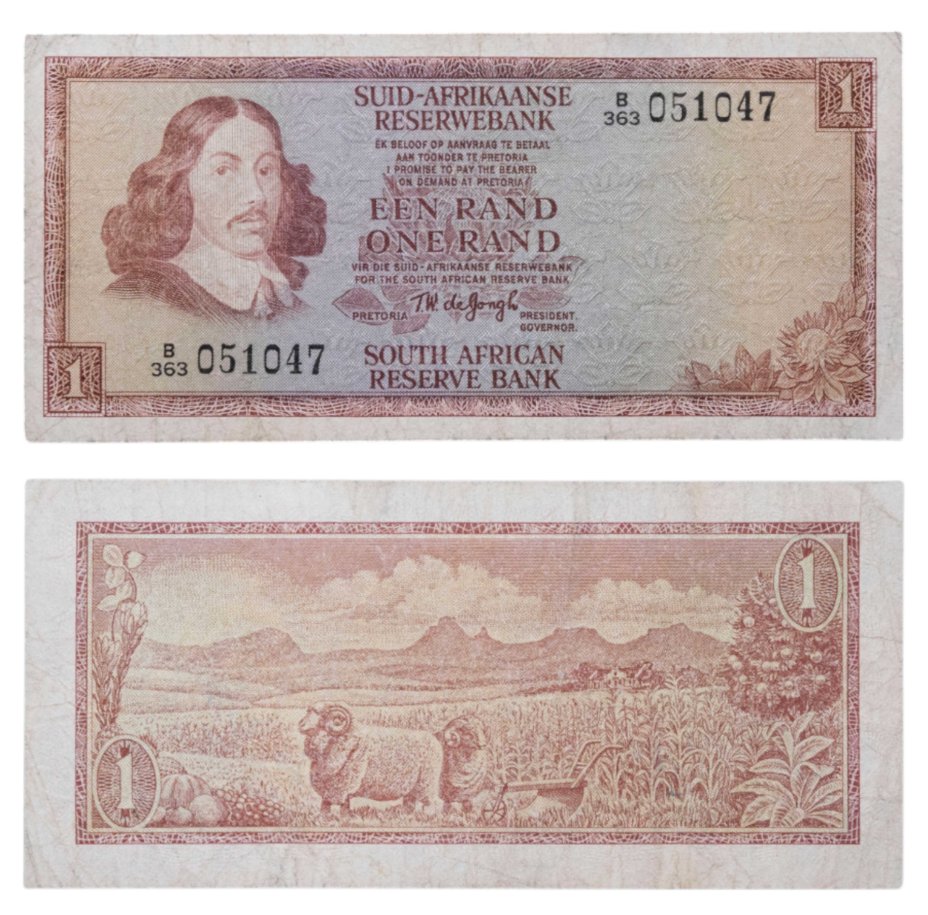 1
SUID-AFRIKAANSE
RESERWEBANK
B
363 051047
EK BELOOF OP AANVRAAG TE BETAAL
AAN TOONDER TE PRETORIA
I PROMISE TO PAY THE BEARER
ON DEMAND AT PRETORIA
EEN RAND
ONE RAND
VIR DIE SUID-AFRIKAANSE RESERWEBANK
FOR THE SOUTH AFRICAN RESERVE BANK
T.W. de Jongh
PRETORIA PRESIDENT.
GOVERNOR.
B
363 051047
SOUTH AFRICAN
RESERVE BANK
1
1
1